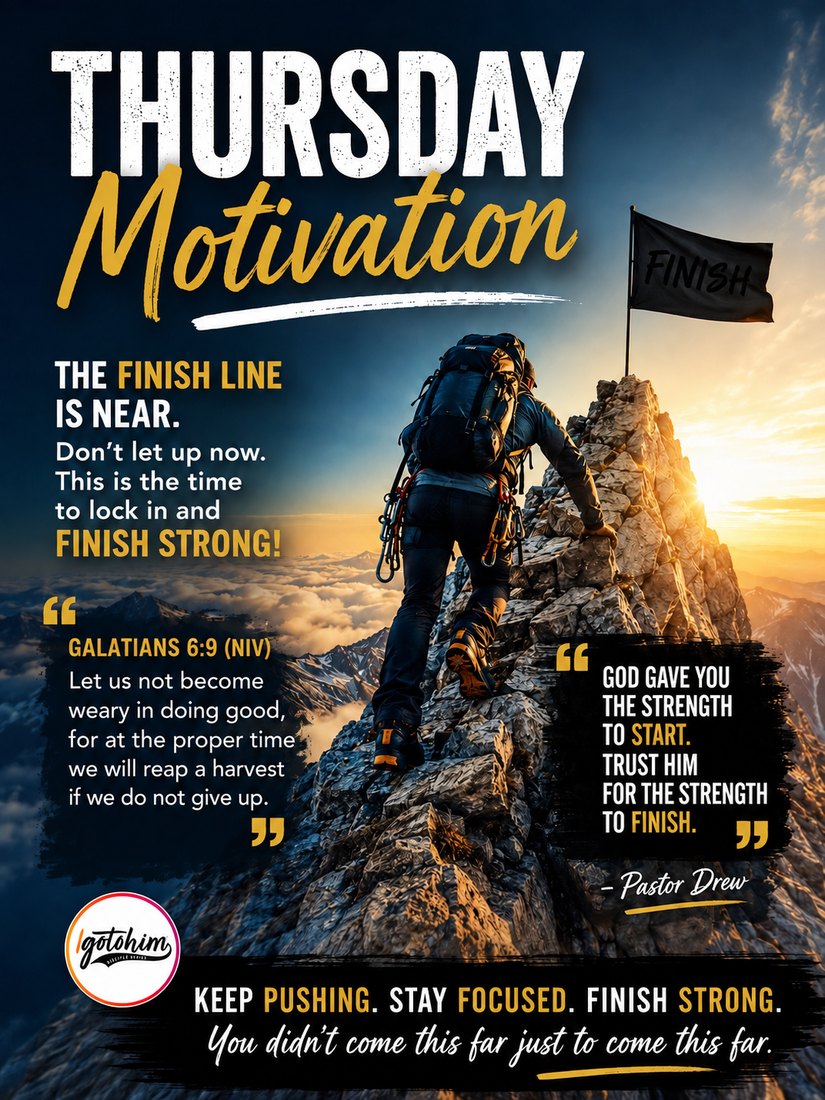 THURSDAY
Motivation
FINISH
THE FINISH LINE
IS NEAR.
Don't let up now.
This is the time
to lock in and
FINISH STRONG!
“
GALATIANS 6:9 (NIV)
Let us not become
weary in doing good,
for at the proper time
we will reap a harvest
if we do not give up.
”
“
GOD GAVE YOU
THE STRENGTH
TO START.
TRUST HIM
FOR THE STRENGTH
TO FINISH.
”
– Pastor Drew
Igotohim
DISCIPLE SERIES
KEEP PUSHING. STAY FOCUSED. FINISH STRONG.
You didn't come this far just to come this far.